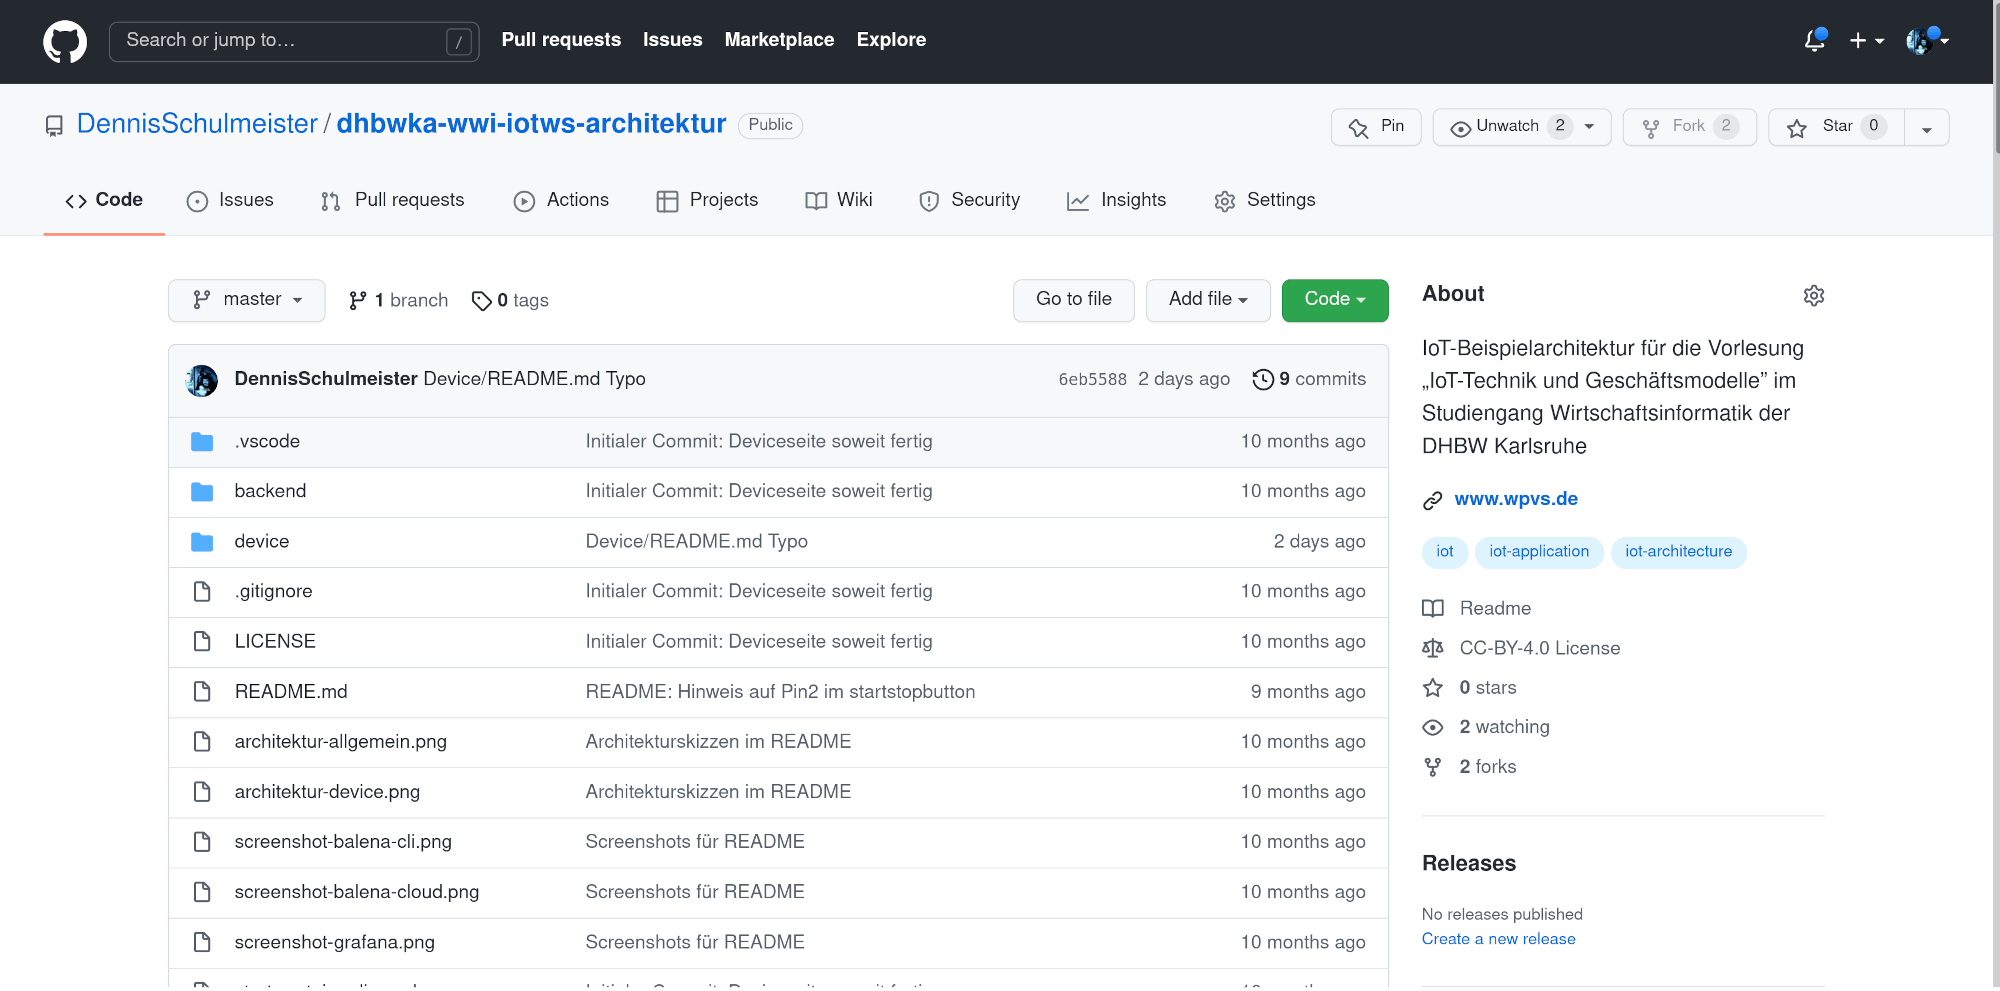 Search or jump to…
/
Pull requests
Issues
Marketplace
Explore
DennisSchulmeister / dhbwka-wwi-iotws-architektur
Public
Pin
Unwatch 2
Fork 2
Star 0
Code
Issues
Pull requests
Actions
Projects
Wiki
Security
Insights
Settings
master
1 branch
0 tags
Go to file
Add file
Code
DennisSchulmeister Device/README.md Typo
6eb5588 2 days ago
9 commits
.vscode
Initialer Commit: Deviceseite soweit fertig
10 months ago
backend
Initialer Commit: Deviceseite soweit fertig
10 months ago
device
Device/README.md Typo
2 days ago
.gitignore
Initialer Commit: Deviceseite soweit fertig
10 months ago
LICENSE
Initialer Commit: Deviceseite soweit fertig
10 months ago
README.md
README: Hinweis auf Pin2 im startstopbutton
9 months ago
architektur-allgemein.png
Architekturskizzen im README
10 months ago
architektur-device.png
Architekturskizzen im README
10 months ago
screenshot-balena-cli.png
Screenshots für README
10 months ago
screenshot-balena-cloud.png
Screenshots für README
10 months ago
screenshot-grafana.png
Screenshots für README
10 months ago
About
IoT-Beispielarchitektur für die Vorlesung
„IoT-Technik und Geschäftsmodelle” im
Studiengang Wirtschaftsinformatik der
DHBW Karlsruhe
www.wpvs.de
iot
iot-application
iot-architecture
Readme
CC-BY-4.0 License
0 stars
2 watching
2 forks
Releases
No releases published
Create a new release